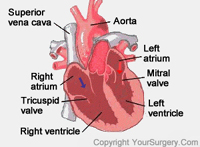 Superior
vena cava
Aorta
Left
atrium
Right
atrium
Mitral
valve
Tricuspid
valve
Left
ventricle
Right ventricle
Copyright YourSurgery.Com